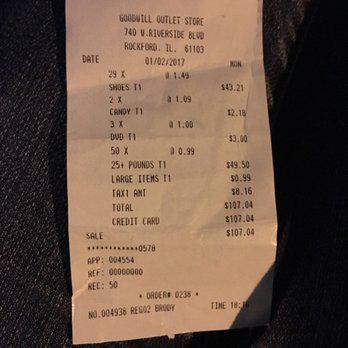 GOODWILL OUTLET STORE
740 W.RIVERSIDE BLVD
ROCKFORD. IL. 61103
DATE 01/02/2017 MON
29 X @ 1.49
SHOES T1 $43.21
2 X @ 1.09
CANDY T1 $2.18
3 X @ 1.00
DVD T1 $3.00
50 X @ 0.99
25+ POUNDS T1 $49.50
LARGE ITEMS T1 $0.99
TAX1 AMT $8.16
TOTAL $107.04
CREDIT CARD $107.04
SALE $107.04
************0578
APP: 004554
REF: 00000000
REC: 50
* ORDER# 0238 *
NO.004938 REG02 BRODY TIME 18:16